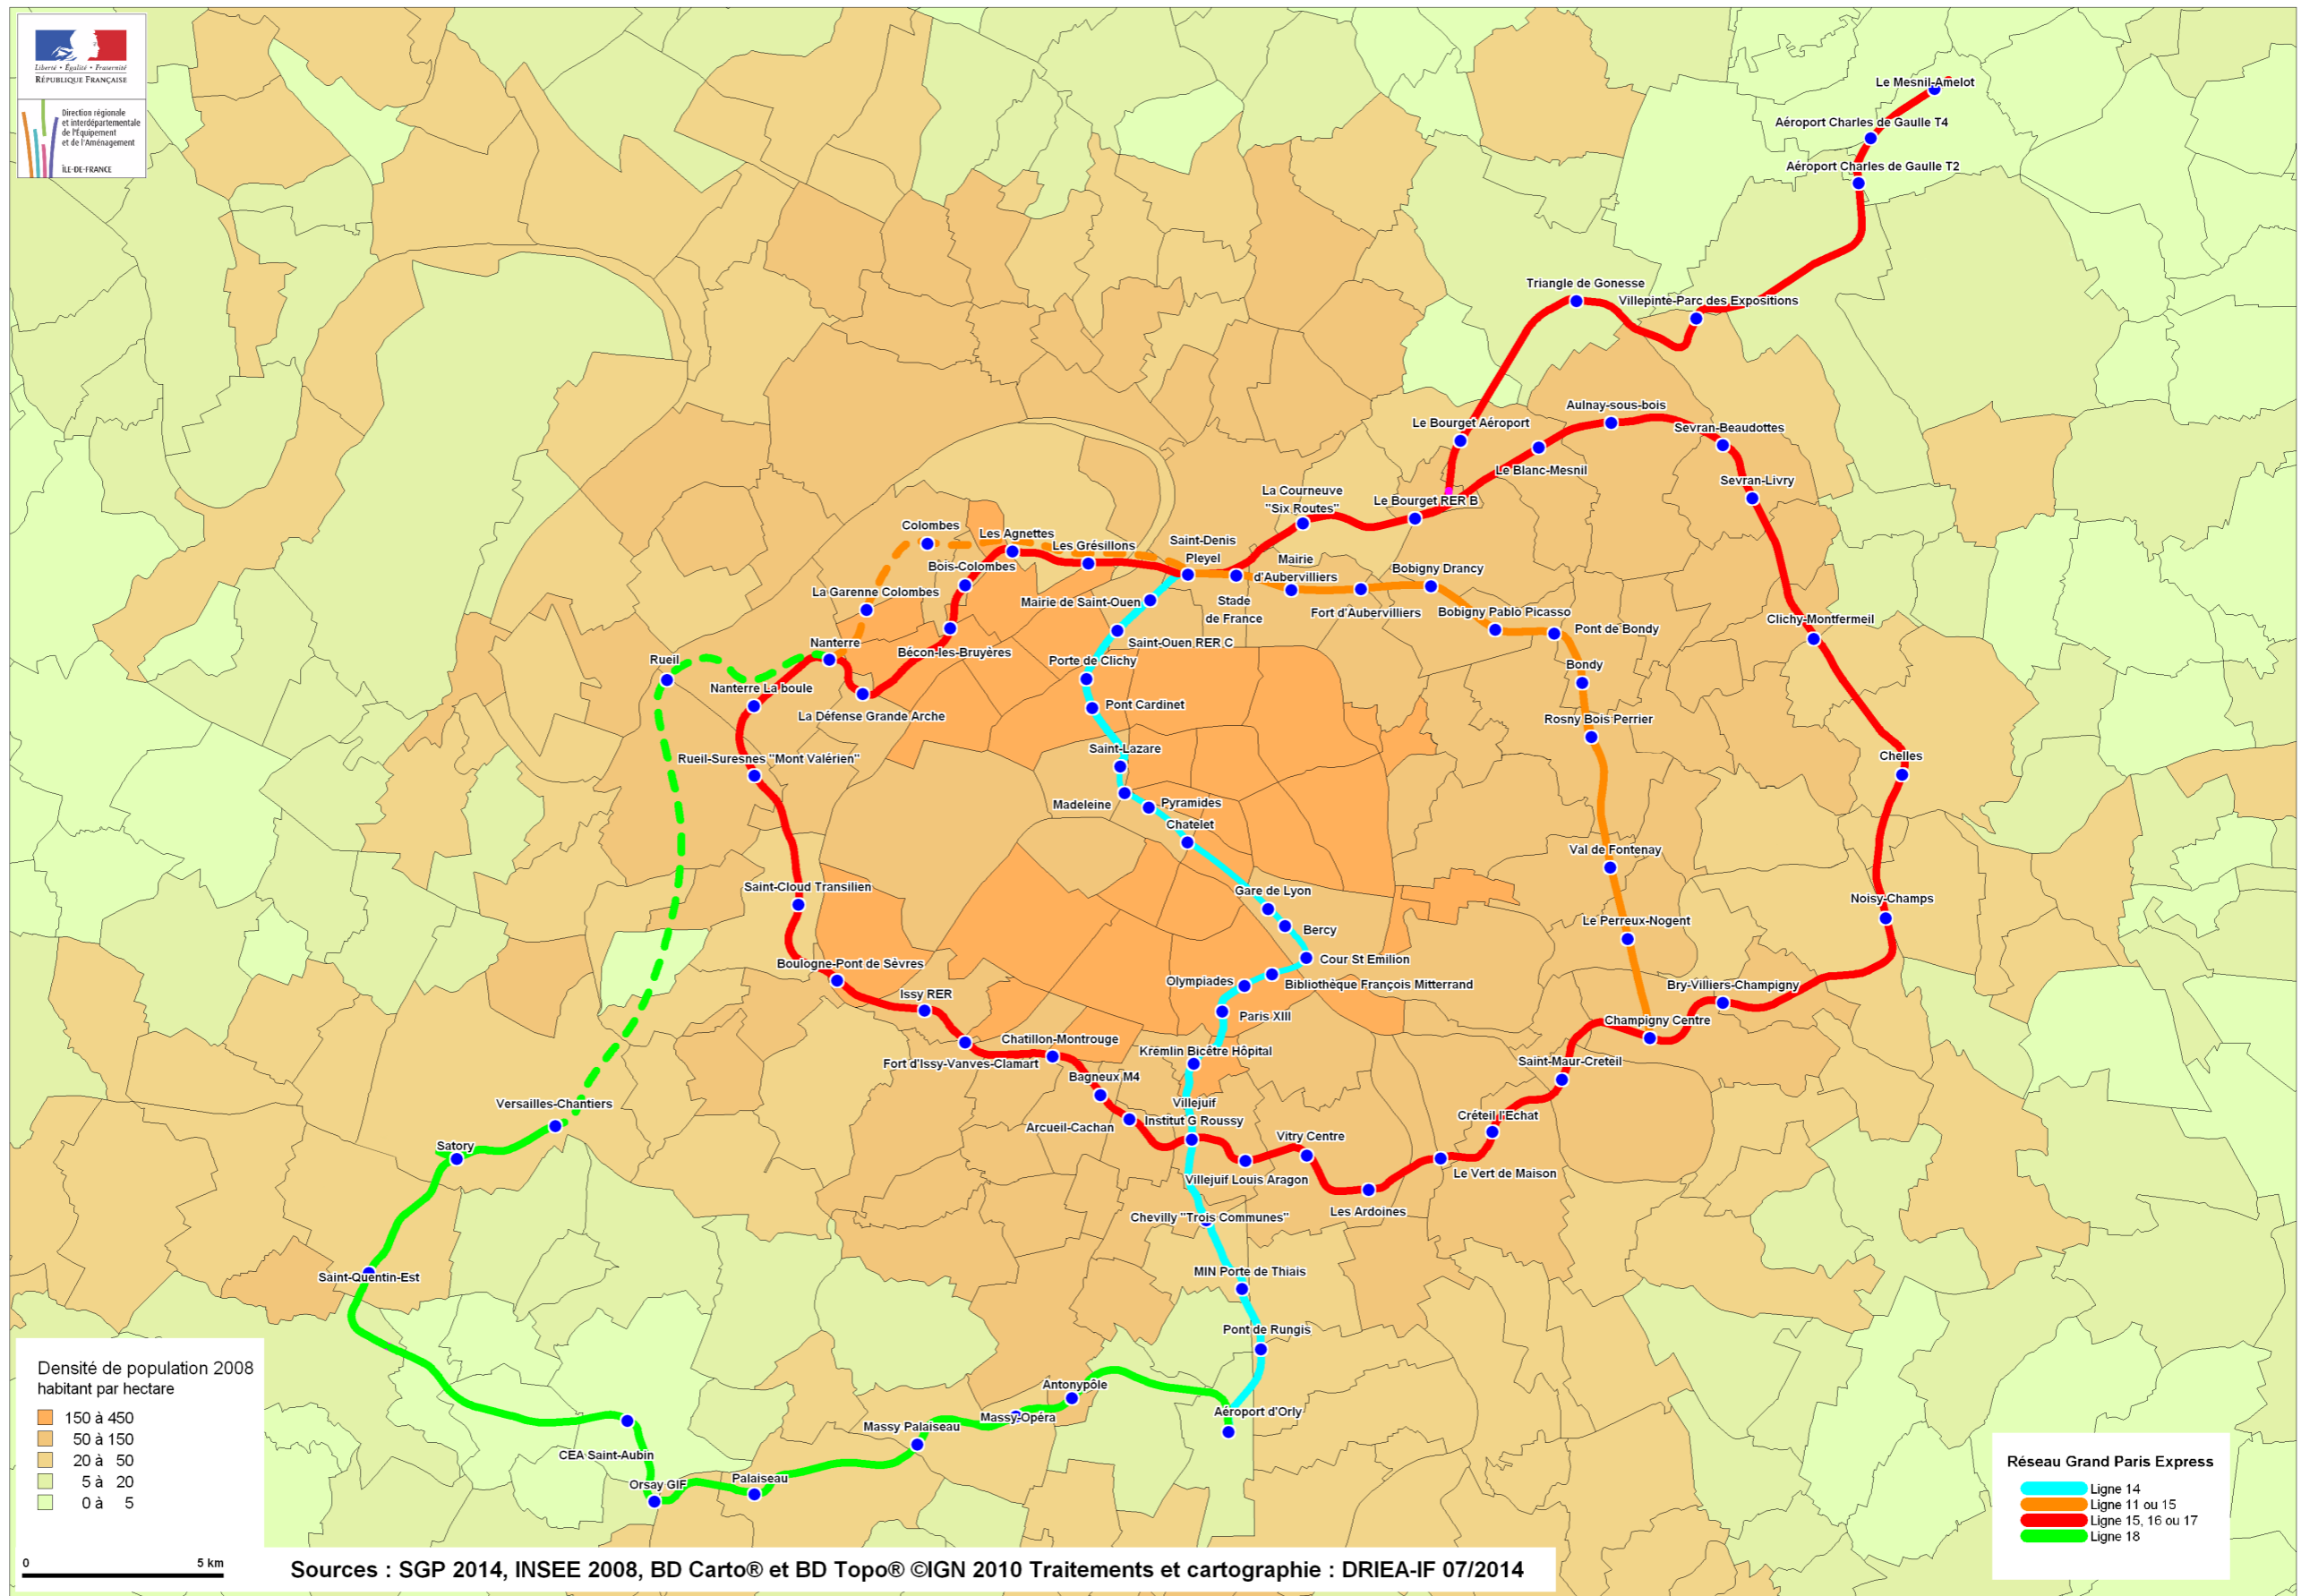 Liberté • Égalité • Fraternité
RÉPUBLIQUE FRANÇAISE
Direction régionale
et interdépartementale
de l'Équipement
et de l'Aménagement
ÎLE-DE-FRANCE
Le Mesnil-Amelot
Aéroport Charles de Gaulle T4
Aéroport Charles de Gaulle T2
Triangle de Gonesse
Villepinte-Parc des Expositions
Aulnay-sous-bois
Le Bourget Aéroport
Sevran-Beaudottes
Le Blanc-Mesnil
Sevran-Livry
La Courneuve
"Six Routes"
Le Bourget RER B
Colombes
Les Agnettes
Les Grésillons
Saint-Denis
Pleyel
Mairie
d'Aubervilliers
Bois-Colombes
Bobigny Drancy
La Garenne Colombes
Mairie de Saint-Ouen
Stade
de France
Fort d'Aubervilliers
Bobigny Pablo Picasso
Clichy-Montfermeil
Pont de Bondy
Nanterre
Saint-Ouen RER C
Bécon-les-Bruyères
Rueil
Porte de Clichy
Bondy
Nanterre La boule
Pont Cardinet
La Défense Grande Arche
Rosny Bois Perrier
Saint-Lazare
Rueil-Suresnes "Mont Valérien"
Chelles
Madeleine
Pyramides
Chatelet
Val de Fontenay
Saint-Cloud Transilien
Gare de Lyon
Noisy-Champs
Le Perreux-Nogent
Bercy
Cour St Emilion
Boulogne-Pont de Sèvres
Olympiades
Bibliothèque François Mitterrand
Bry-Villiers-Champigny
Issy RER
Paris XIII
Champigny Centre
Chatillon-Montrouge
Kremlin Bicêtre Hôpital
Fort d'Issy-Vanves-Clamart
Saint-Maur-Creteil
Bagneux M4
Versailles-Chantiers
Villejuif
Institut G Roussy
Créteil l'Echat
Arcueil-Cachan
Vitry Centre
Satory
Le Vert de Maison
Villejuif Louis Aragon
Les Ardoines
Chevilly "Trois Communes"
MIN Porte de Thiais
Saint-Quentin-Est
Pont de Rungis
Antonypôle
Aéroport d'Orly
Massy-Opéra
Massy Palaiseau
CEA Saint-Aubin
Orsay GIF
Palaiseau
Densité de population 2008
habitant par hectare
150 à 450
50 à 150
20 à 50
5 à 20
0 à 5
Réseau Grand Paris Express
Ligne 14
Ligne 11 ou 15
Ligne 15, 16 ou 17
Ligne 18
0 5 km
Sources : SGP 2014, INSEE 2008, BD Carto® et BD Topo® ©IGN 2010 Traitements et cartographie : DRIEA-IF 07/2014